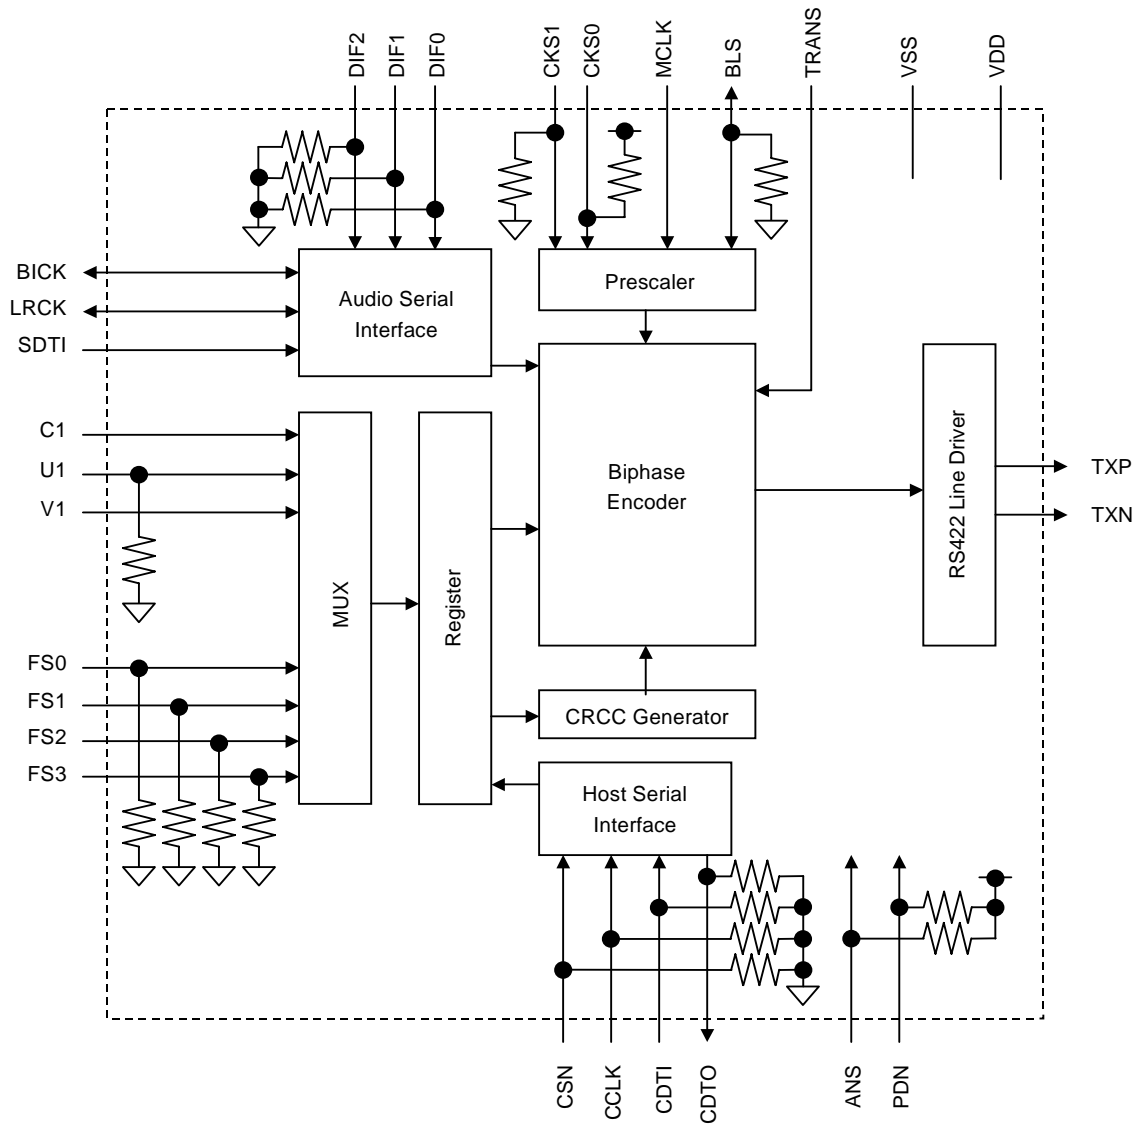 DIF2
DIF1
DIF0
CKS1
CKS0
MCLK
BLS
TRANS
VSS
VDD
BICK
LRCK
SDTI
Audio Serial
Interface
Prescaler
C1
U1
V1
MUX
Register
Biphase
Encoder
RS422 Line Driver
TXP
TXN
FS0
FS1
FS2
FS3
CRCC Generator
Host Serial
Interface
CSN
CCLK
CDTI
CDTO
ANS
PDN